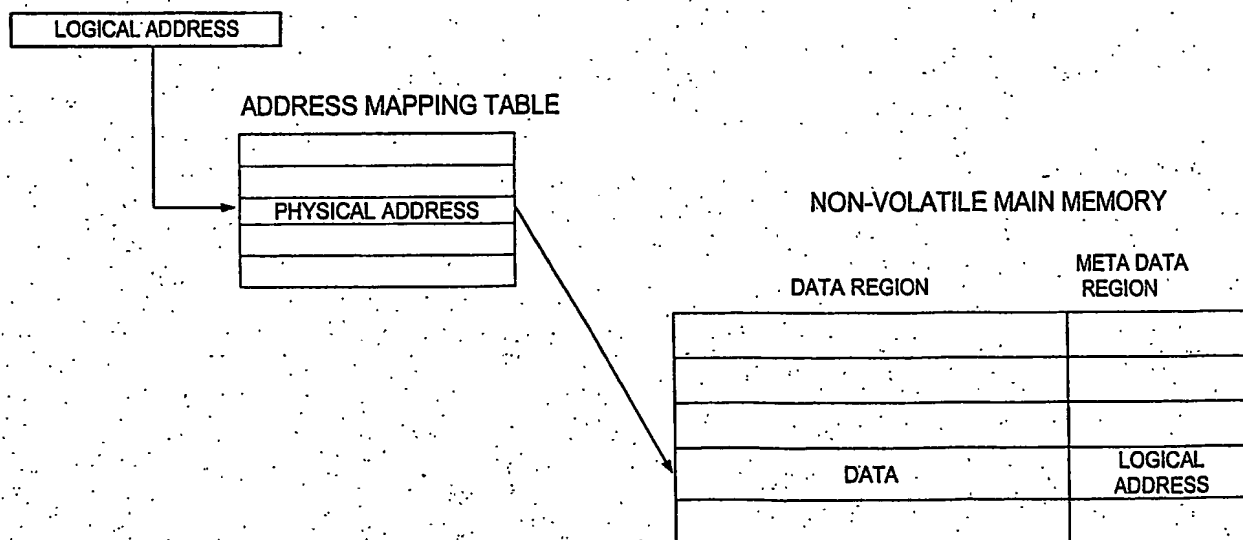 LOGICAL ADDRESS
ADDRESS MAPPING TABLE
PHYSICAL ADDRESS
NON-VOLATILE MAIN MEMORY
DATA REGION
META DATA
REGION
DATA
LOGICAL
ADDRESS